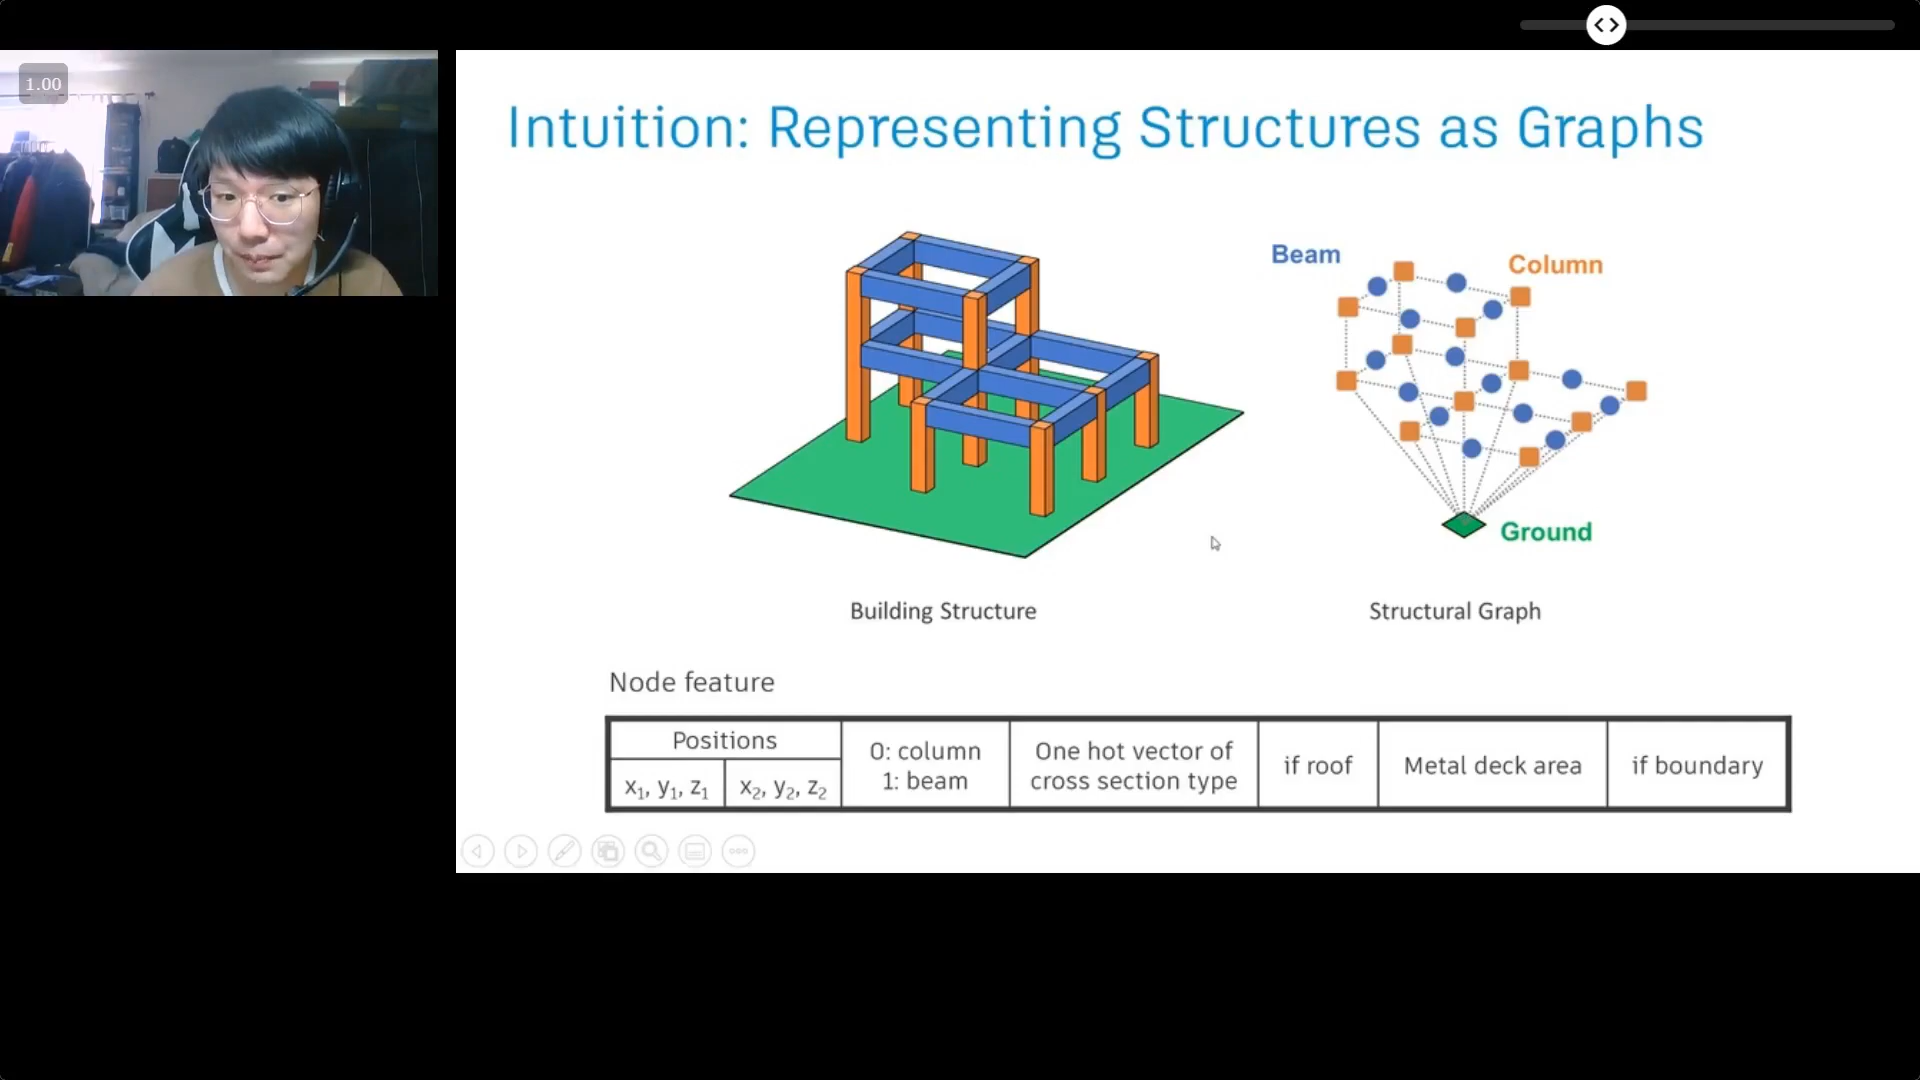 1.00
Intuition: Representing Structures as Graphs
Beam
Column
Ground
Building Structure
Structural Graph
Node feature
Positions
x₁, y₁, z₁
x₂, y₂, z₂
0: column
1: beam
One hot vector of
cross section type
if roof
Metal deck area
if boundary